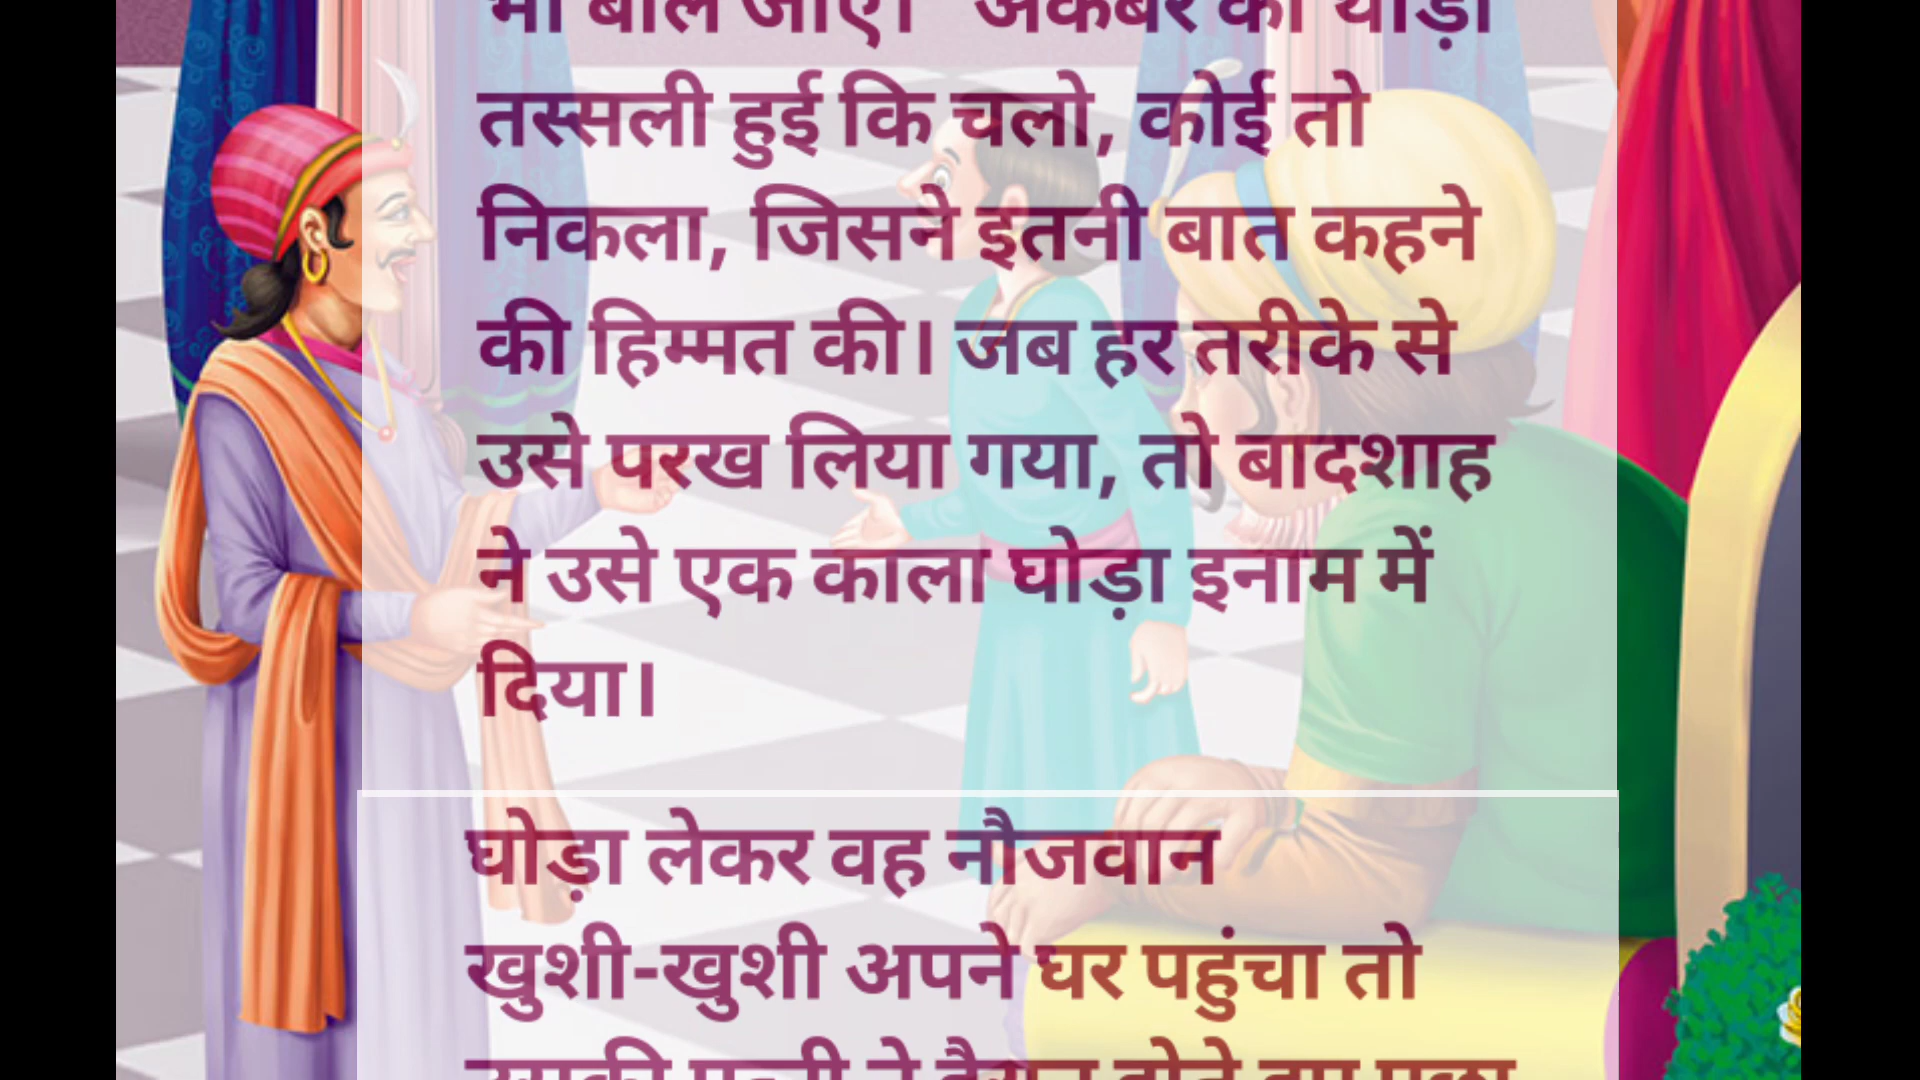 भी बोल जाए।" अकबर को थोड़ी
तस्सली हुई कि चलो, कोई तो
निकला, जिसने इतनी बात कहने
की हिम्मत की। जब हर तरीके से
उसे परख लिया गया, तो बादशाह
ने उसे एक काला घोड़ा इनाम में
दिया।
घोड़ा लेकर वह नौजवान
खुशी-खुशी अपने घर पहुंचा तो